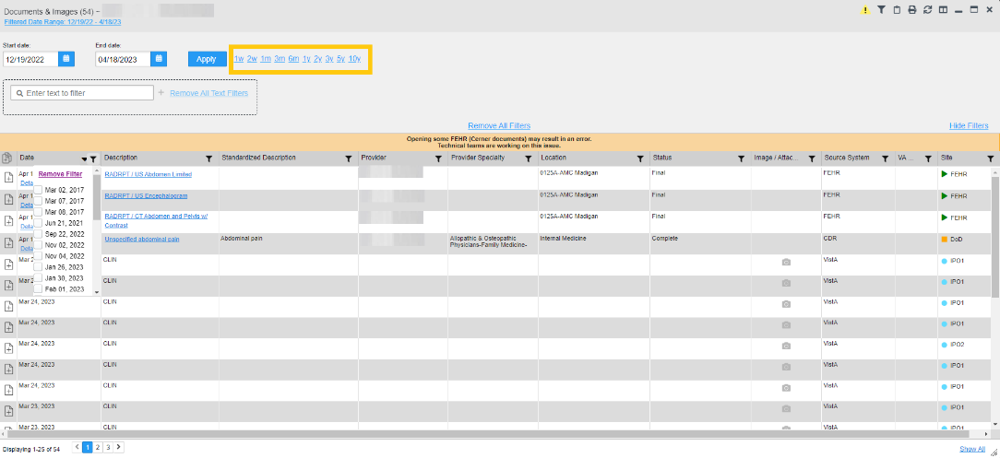 Documents & Images (54) –
Filtered Date Range: 12/19/22 - 4/18/23
Start date:
End date:
12/19/2022
04/18/2023
Apply
1w 2w 1m 3m 6m 1y 2y 3y 5y 10y
Enter text to filter
+ Remove All Text Filters
Remove All Filters
Hide Filters
Opening some FEHR (Cerner documents) may result in an error.
Technical teams are working on this issue.
Date Description Standardized Description Provider Provider Specialty Location Status Image / Attac... Source System VA ... Site
Apr 1 RADRPT / US Abdomen Limited 0125A-AMC Madigan Final FEHR FEHR
Deta
Apr 1 RADRPT / US Encephalogram 0125A-AMC Madigan Final FEHR FEHR
Deta
Apr 1 RADRPT / CT Abdomen and Pelvis w/ 0125A-AMC Madigan Final FEHR FEHR
Deta Contrast
Apr 1 Unspecified abdominal pain Abdominal pain Allopathic & Osteopathic Internal Medicine Complete CDR DoD
Deta Physicians-Family Medicine-
Mar 2 CLIN VistA IPO1
Mar 2 CLIN VistA IPO1
Mar 24, 2023 CLIN VistA IPO1
Mar 24, 2023 CLIN VistA IPO1
Mar 24, 2023 CLIN VistA IPO2
Mar 24, 2023 CLIN VistA IPO1
Mar 24, 2023 CLIN VistA IPO1
Mar 23, 2023 CLIN VistA IPO1
Mar 23, 2023 CLIN VistA IPO1
Remove Filter
Mar 02, 2017
Mar 07, 2017
Mar 08, 2017
Jun 21, 2021
Sep 22, 2022
Nov 02, 2022
Nov 04, 2022
Jan 26, 2023
Jan 30, 2023
Feb 01, 2023
Displaying 1-25 of 54
1 2 3
Show All